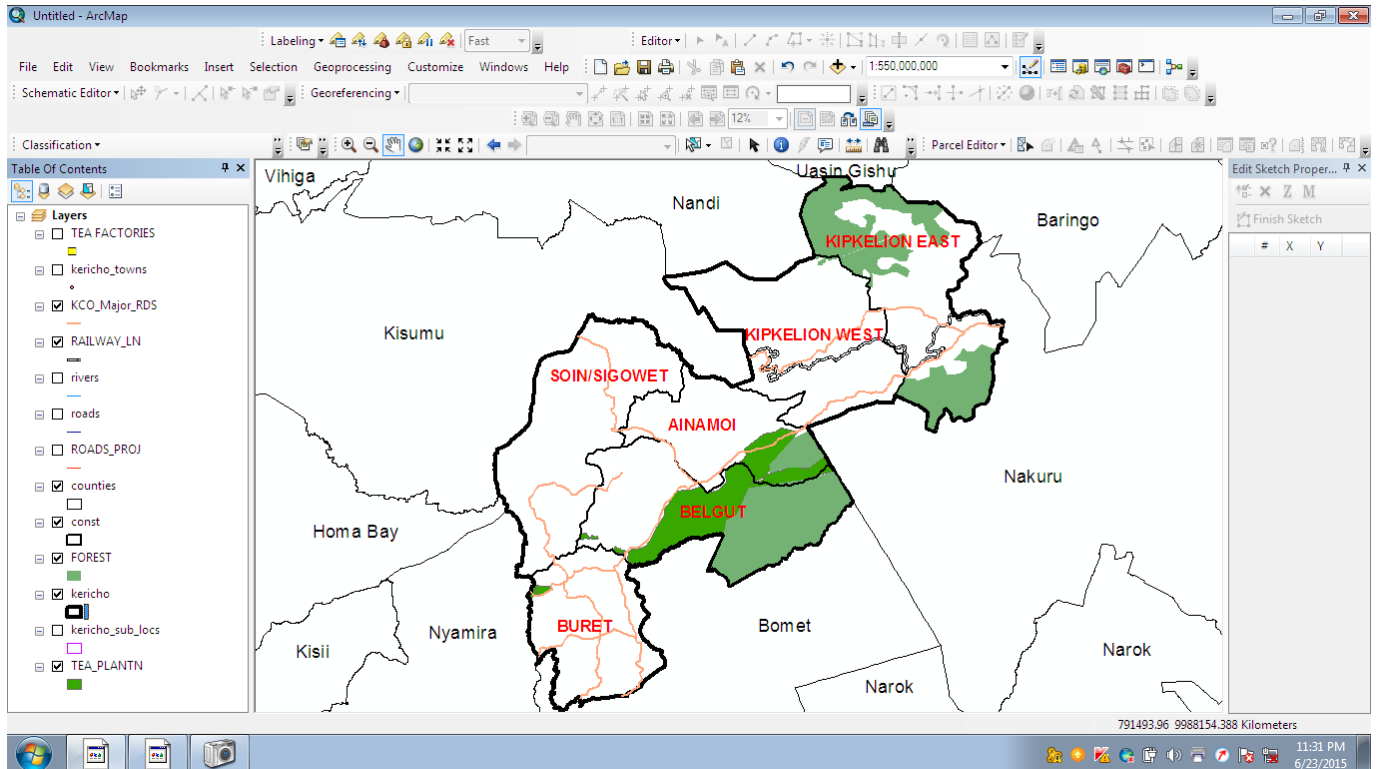 Untitled - ArcMap
Labeling Fast Editor
File Edit View Bookmarks Insert Selection Geoprocessing Customize Windows Help 1:550,000,000
Schematic Editor Georeferencing
12%
Classification Parcel Editor
Table Of Contents
Layers
TEA FACTORIES
kericho_towns
KCO_Major_RDS
RAILWAY_LN
rivers
roads
ROADS_PROJ
counties
const
FOREST
kericho
kericho_sub_locs
TEA_PLANTN
Vihiga
Uasin Gishu
Nandi
Baringo
KIPKELION EAST
Kisumu
KIPKELION WEST
SOIN/SIGOWET
AINAMOI
Nakuru
BELGUT
Homa Bay
Nyamira
BURET
Bomet
Kisii
Narok
Narok
Edit Sketch Proper...
Z M
Finish Sketch
# X Y
791493.96 9988154.388 Kilometers
11:31 PM
6/23/2015